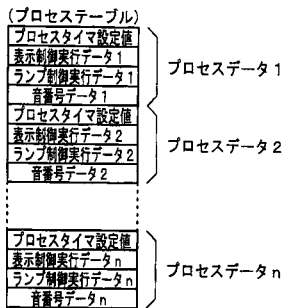 (プロセステーブル)
プロセスタイマ設定値
表示制御実行データ1
ランプ制御実行データ1
音番号データ1
プロセスデータ1
プロセスタイマ設定値
表示制御実行データ2
ランプ制御実行データ2
音番号データ2
プロセスデータ2
プロセスタイマ設定値
表示制御実行データn
ランプ制御実行データn
音番号データn
プロセスデータn